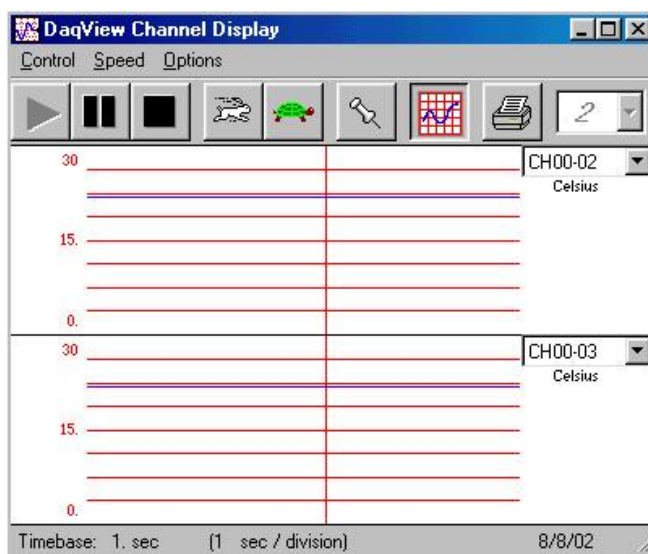 DaqView Channel Display
Control Speed Options
2
30
CH00-02
Celsius
15.
0.
30
CH00-03
Celsius
15.
0.
Timebase: 1. sec (1 sec / division) 8/8/02